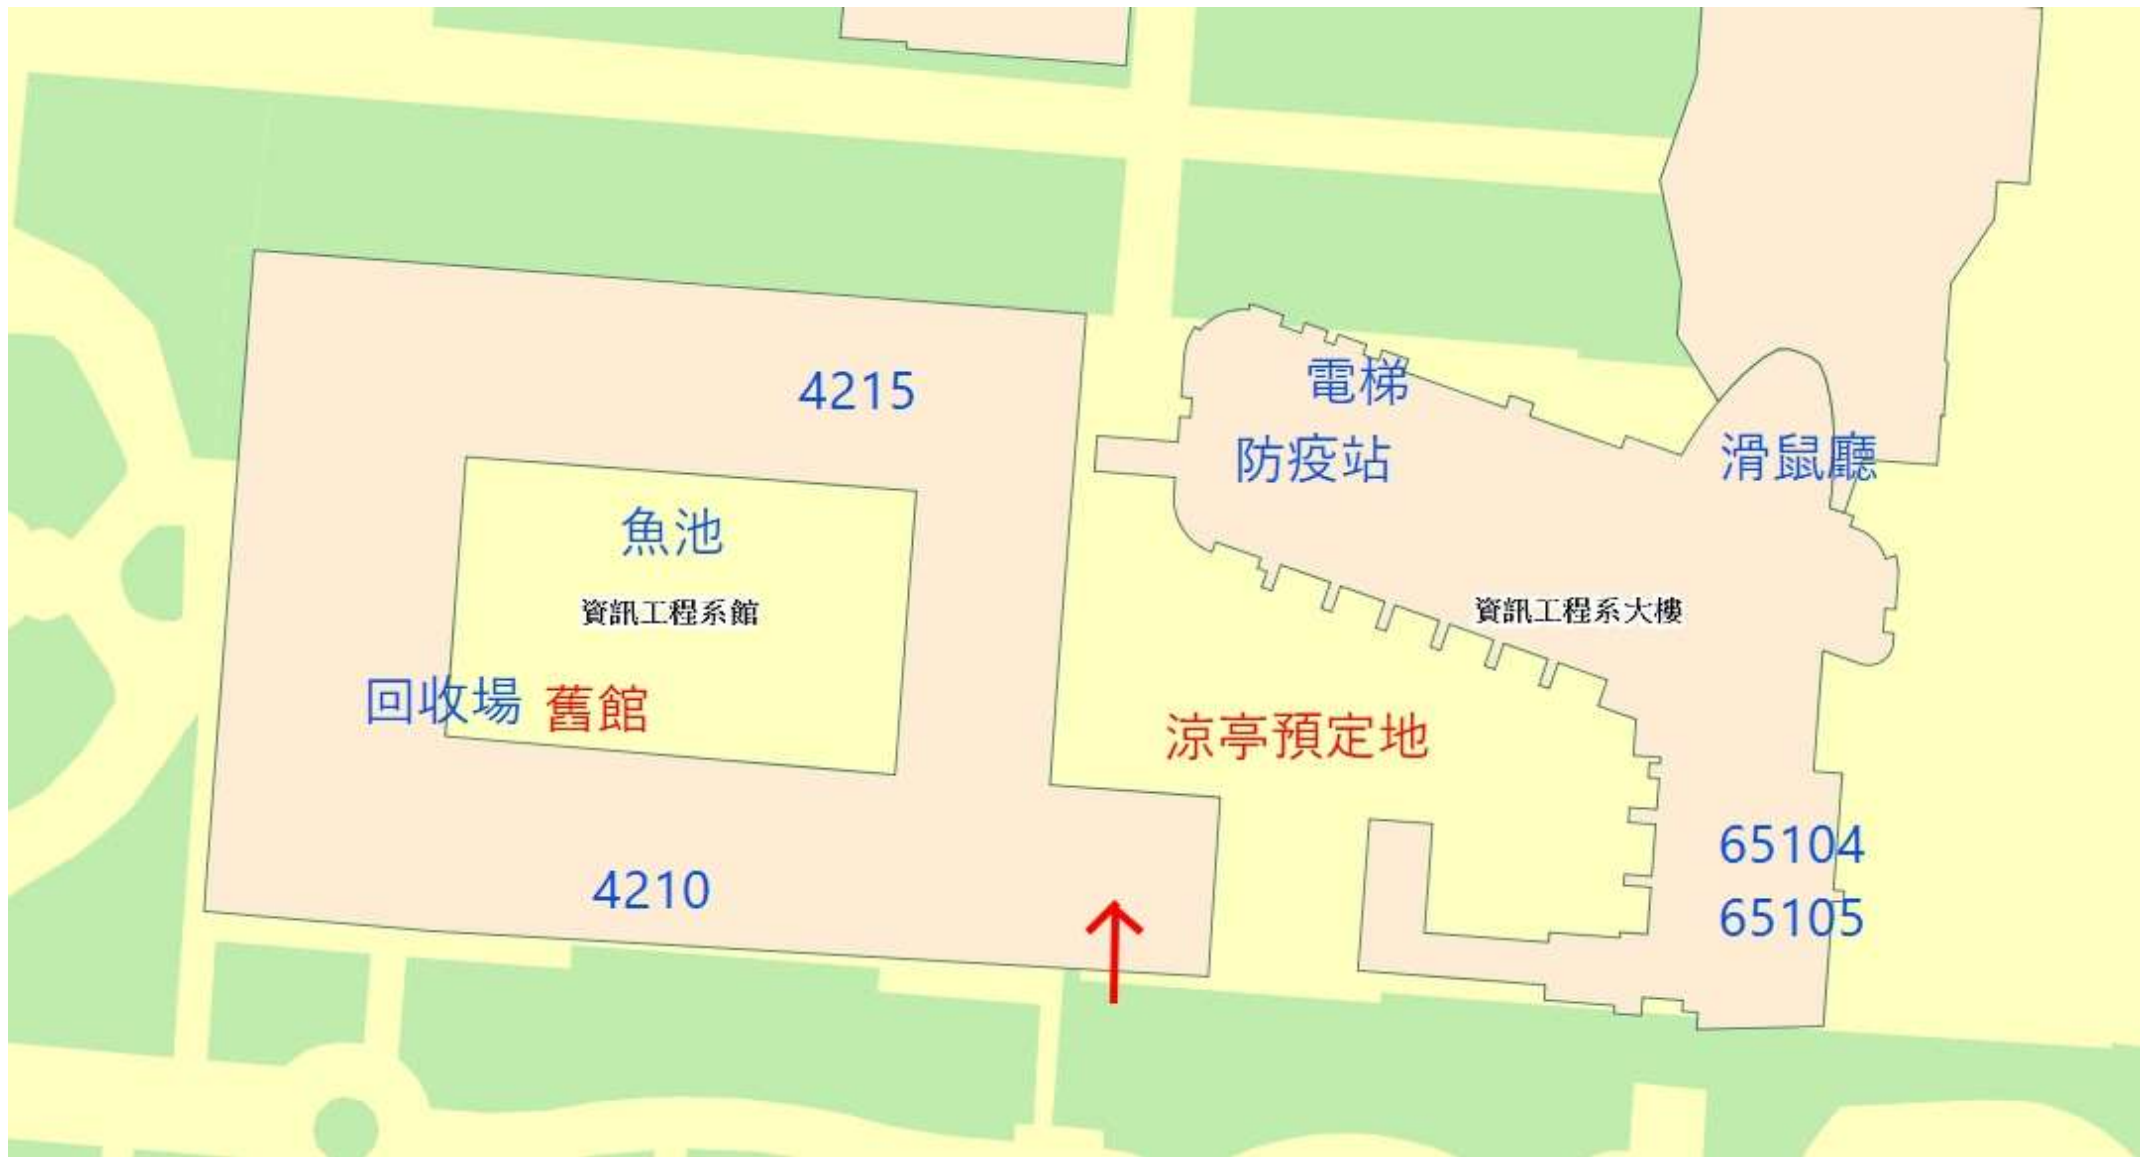 電梯
4215
防疫站
滑鼠廳
魚池
資訊工程系館
資訊工程系大樓
回收場
舊館
涼亭預定地
65104
4210
65105